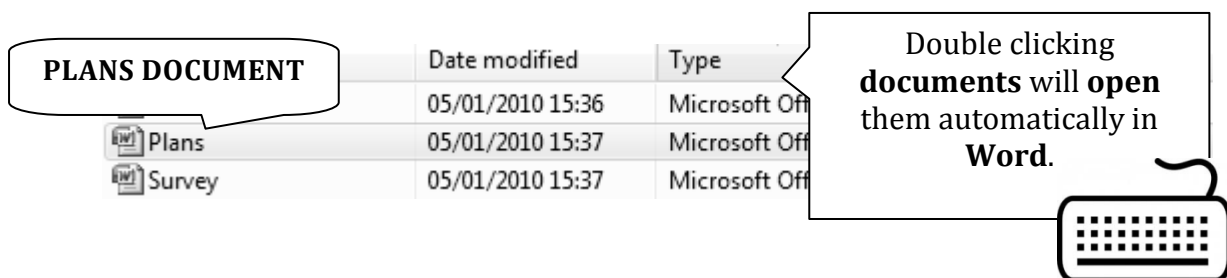 PLANS DOCUMENT
Date modified
Type
05/01/2010 15:36
Microsoft Off
Plans
05/01/2010 15:37
Microsoft Off
Survey
05/01/2010 15:37
Microsoft Off
Double clicking
documents will open
them automatically in
Word.